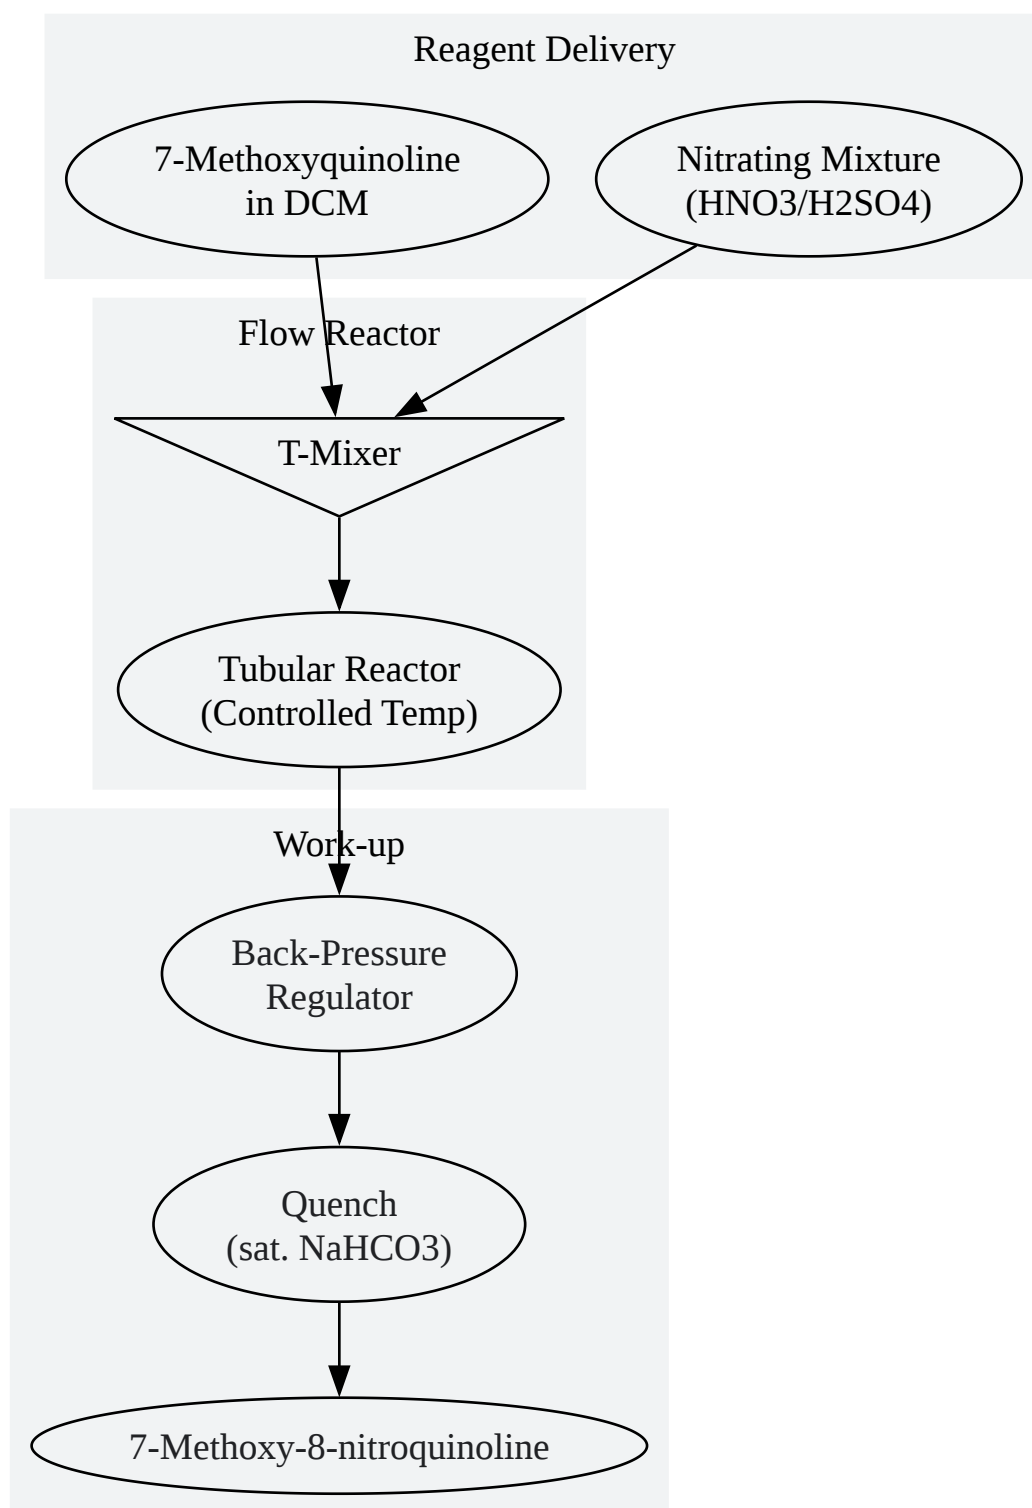 Reagent Delivery
7-Methoxyquinoline
in DCM
Nitrating Mixture
(HNO3/H2SO4)
Flow Reactor
T-Mixer
Tubular Reactor
(Controlled Temp)
Work-up
Back-Pressure
Regulator
Quench
(sat. NaHCO3)
7-Methoxy-8-nitroquinoline